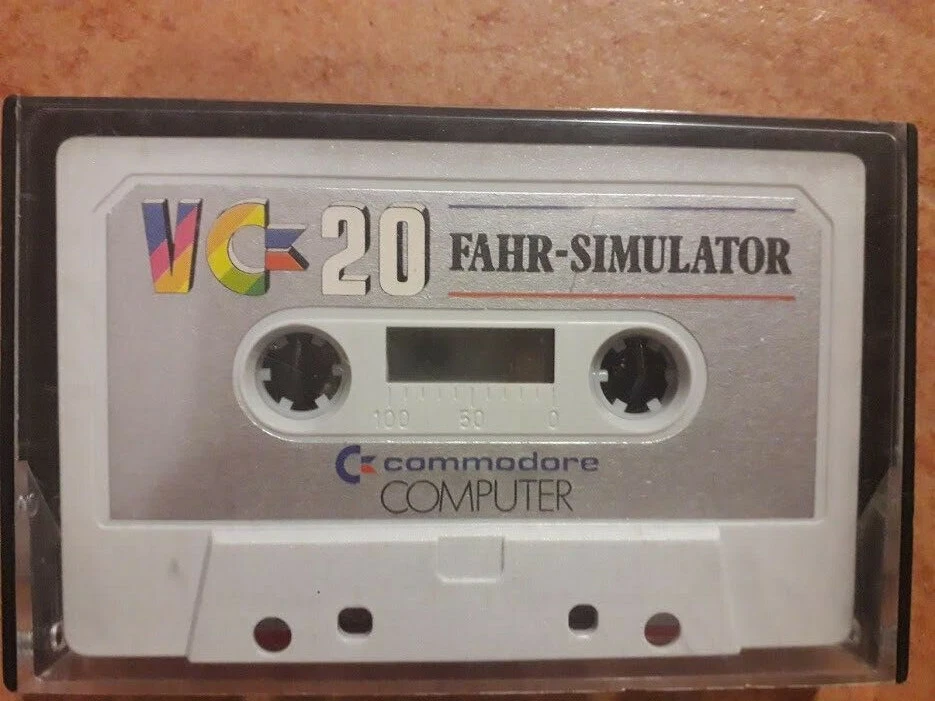 VC-20 FAHR-SIMULATOR
100 50 0
commodore
COMPUTER